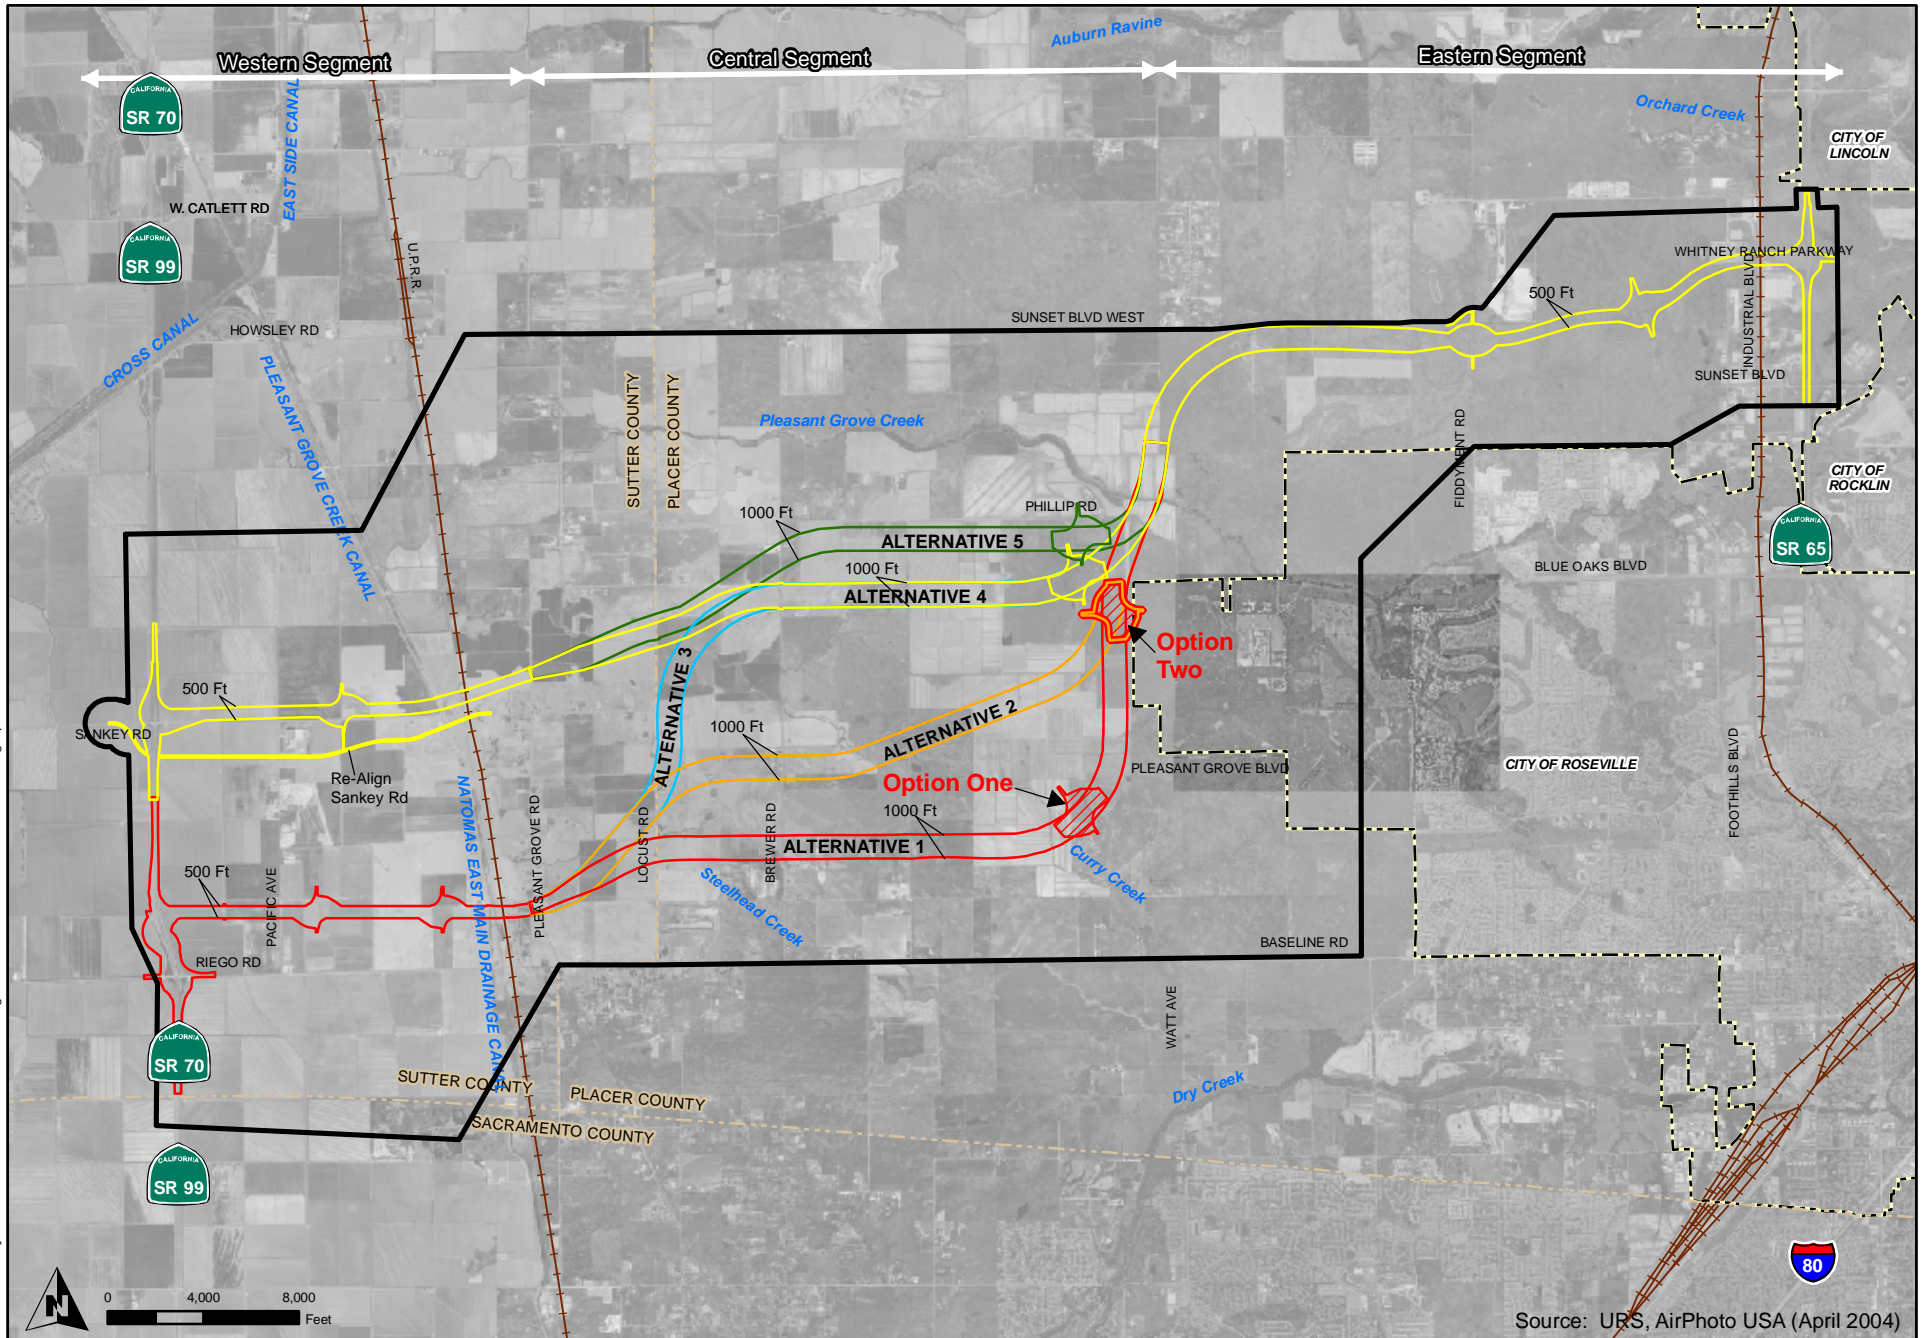 Auburn Ravine
Western Segment
Central Segment
Eastern Segment
CALIFORNIA
SR 70
EAST SIDE CANAL
Orchard Creek
CITY OF
LINCOLN
W. CATLETT RD
CALIFORNIA
SR 99
U.P.R.R.
WHITNEY RANCH PARKWAY
500 Ft
INDUSTRIAL BLVD
SUNSET BLVD WEST
HOWSLEY RD
CROSS CANAL
PLEASANT GROVE CREEK CANAL
SUNSET BLVD
SUTTER COUNTY
PLACER COUNTY
Pleasant Grove Creek
FIDDYMENT RD
CITY OF
ROCKLIN
PHILLIP RD
1000 Ft
ALTERNATIVE 5
CALIFORNIA
SR 65
1000 Ft
ALTERNATIVE 4
BLUE OAKS BLVD
Option
Two
ALTERNATIVE 3
500 Ft
SANKEY RD
1000 Ft
ALTERNATIVE 2
PLEASANT GROVE BLVD
CITY OF ROSEVILLE
FOOTHILLS BLVD
Re-Align
Sankey Rd
Option One
NATOMAS EAST MAIN DRAINAGE CANAL
PLEASANT GROVE RD
LOCUST RD
BREWER RD
1000 Ft
ALTERNATIVE 1
500 Ft
PACIFIC AVE
Steelhead Creek
Curry Creek
RIEGO RD
BASELINE RD
WATT AVE
CALIFORNIA
SR 70
SUTTER COUNTY
PLACER COUNTY
SACRAMENTO COUNTY
Dry Creek
CALIFORNIA
SR 99
80
N
0 4,000 8,000
Feet
Source: URS, AirPhoto USA (April 2004)